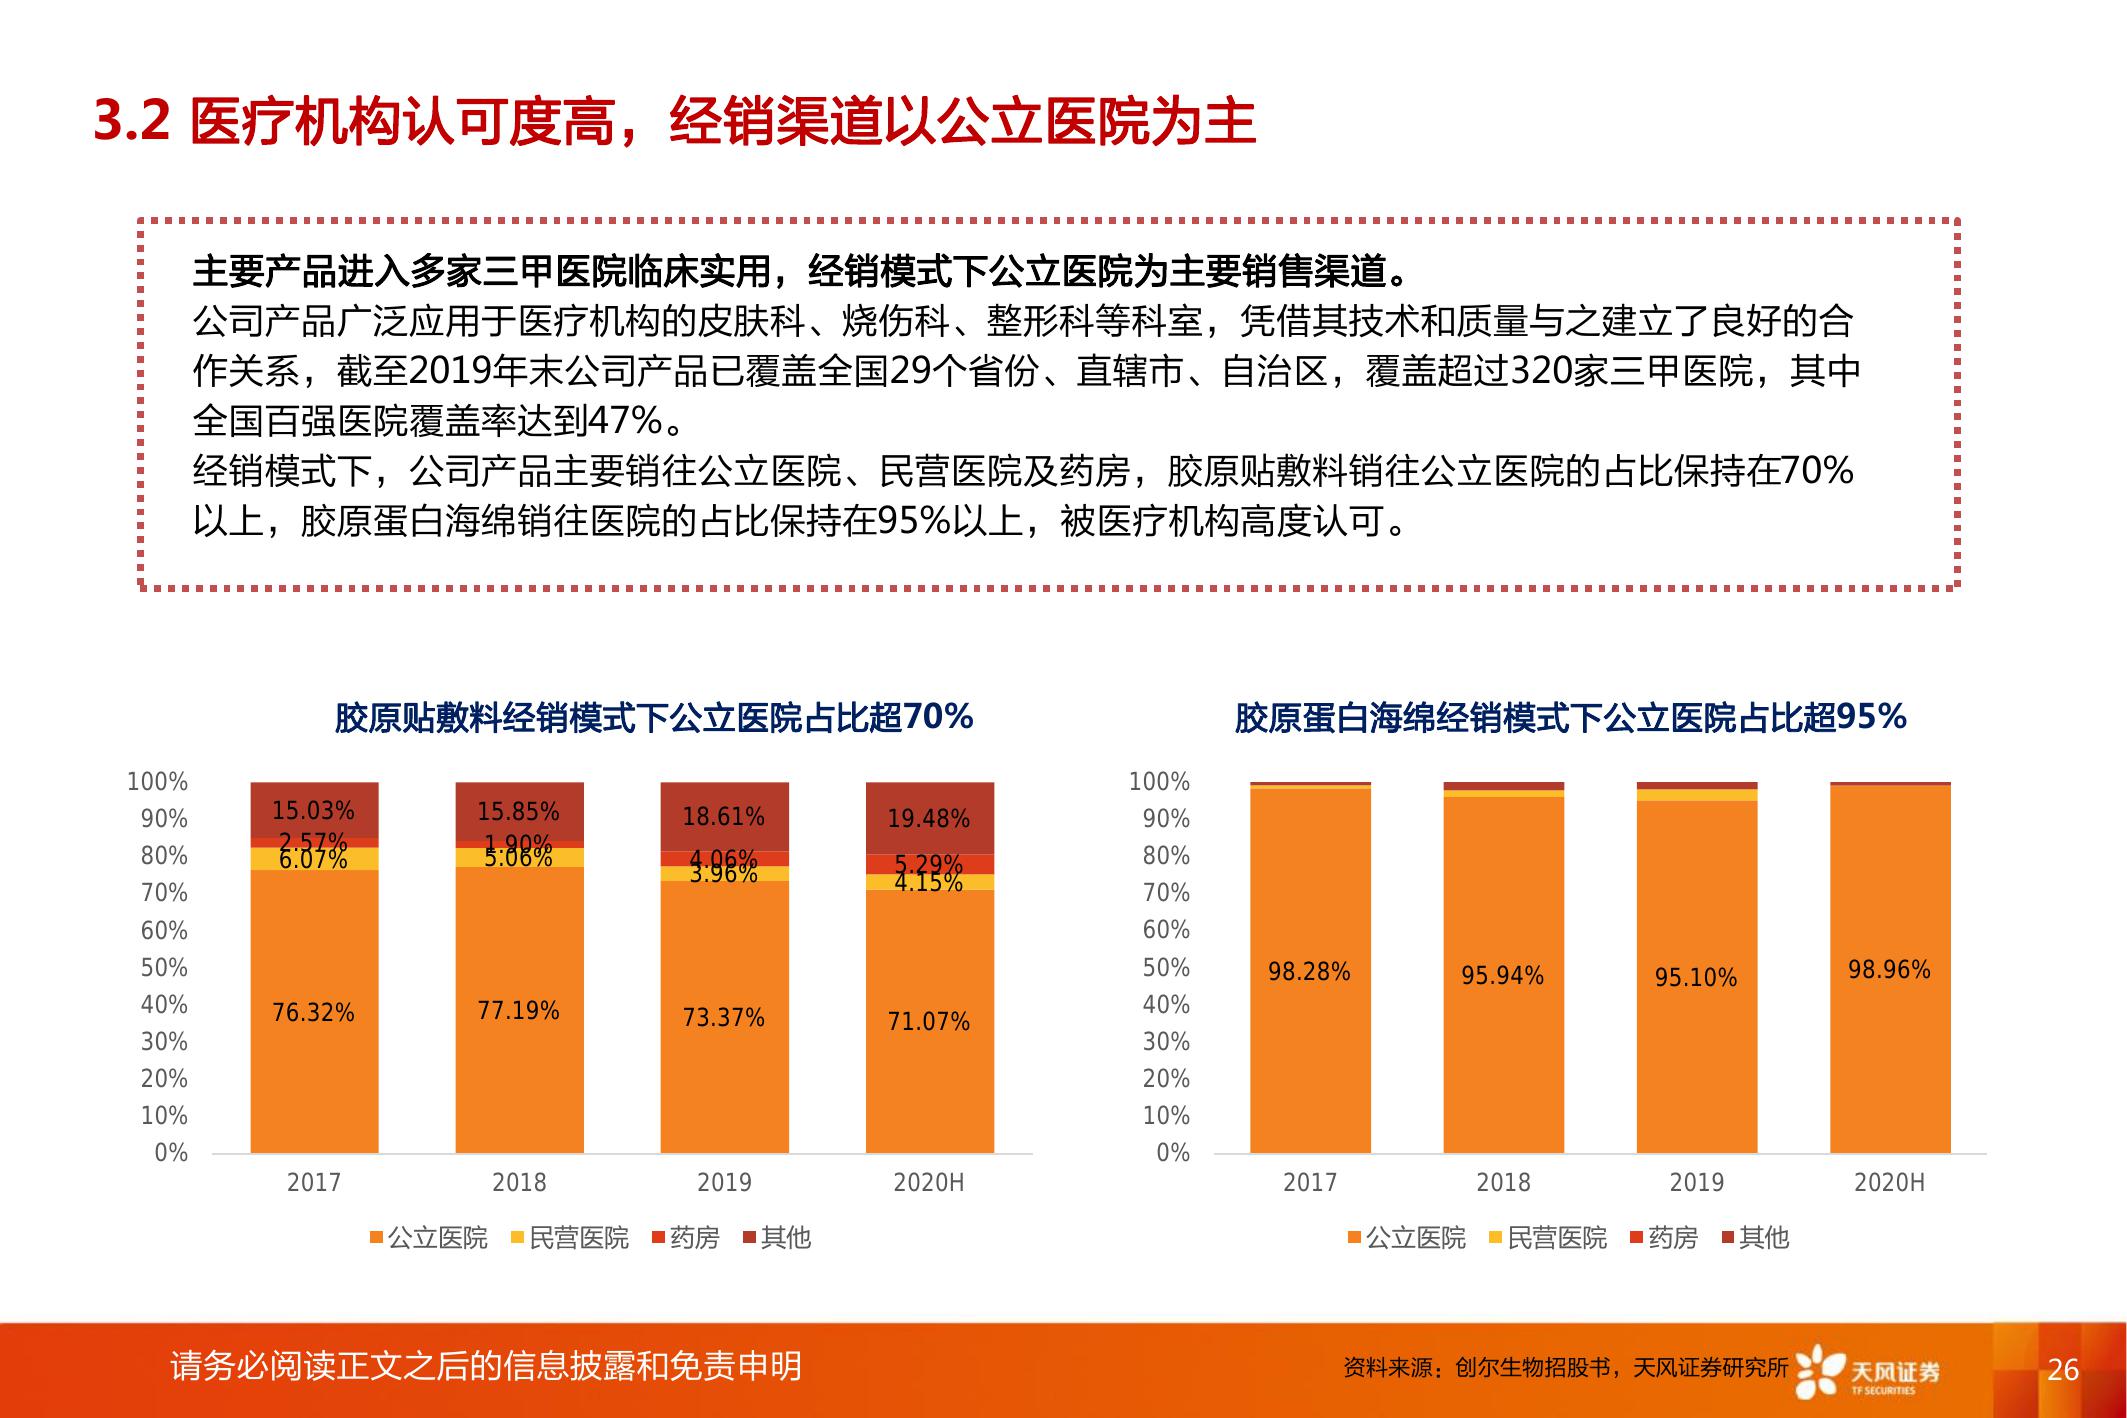 3.2 医疗机构认可度高，经销渠道以公立医院为主
主要产品进入多家三甲医院临床实用，经销模式下公立医院为主要销售渠道。
公司产品广泛应用于医疗机构的皮肤科、烧伤科、整形科等科室，凭借其技术和质量与之建立了良好的合
作关系，截至2019年末公司产品已覆盖全国29个省份、直辖市、自治区，覆盖超过320家三甲医院，其中
全国百强医院覆盖率达到47%。
经销模式下，公司产品主要销往公立医院、民营医院及药房，胶原贴敷料销往公立医院的占比保持在70%
以上，胶原蛋白海绵销往医院的占比保持在95%以上，被医疗机构高度认可。
胶原贴敷料经销模式下公立医院占比超70%
100%
90%
80%
70%
60%
50%
40%
30%
20%
10%
0%
15.03% 15.85% 18.61% 19.48%
2.57% 1.90% 4.06% 5.29%
6.07% 5.06% 3.96% 4.15%
76.32% 77.19% 73.37% 71.07%
2017 2018 2019 2020H
公立医院 民营医院 药房 其他
胶原蛋白海绵经销模式下公立医院占比超95%
100%
90%
80%
70%
60%
50%
40%
30%
20%
10%
0%
98.28% 95.94% 95.10% 98.96%
2017 2018 2019 2020H
公立医院 民营医院 药房 其他
请务必阅读正文之后的信息披露和免责申明
资料来源：创尔生物招股书，天风证券研究所
天风证券
TF SECURITIES
26